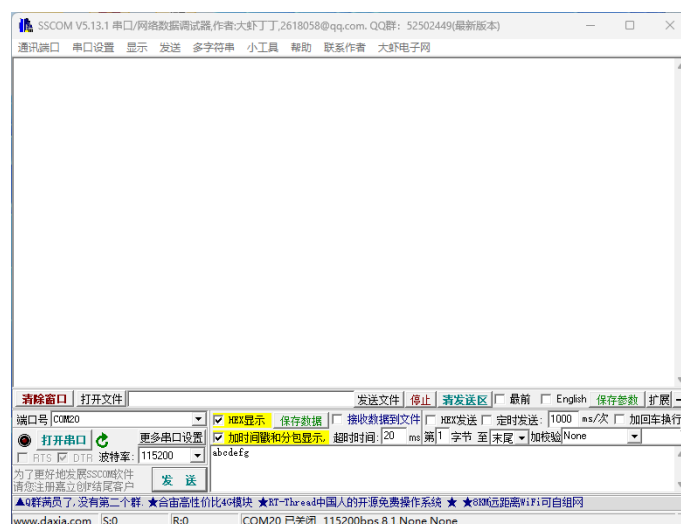 SSCOM V5.13.1 串口/网络数据调试器,作者:大虾丁丁,2618058@qq.com. QQ群: 52502449(最新版本)
通讯端口 串口设置 显示 发送 多字符串 小工具 帮助 联系作者 大虾电子网
清除窗口 打开文件 发送文件 停止 清发送区 最前 English 保存参数 扩展 —
端口号 COM20 HEX显示 保存数据 接收数据到文件 HEX发送 定时发送: 1000 ms/次 加回车换行
打开串口 更多串口设置 加时间戳和分包显示, 超时时间: 20 ms 第 1 字节 至 末尾 加校验 None
RTS DTR 波特率: 115200 abcdefg
为了更好地发展SSCOM软件
请您注册嘉立创F结尾客户 发 送
▲Q群满员了,没有第二个群. ★合宙高性价比4G模块 ★RT-Thread中国人的开源免费操作系统 ★ ★8KM远距离WiFi可自组网
www.daxia.com S:0 R:0 COM20 已关闭 115200bps,8,1,None,None